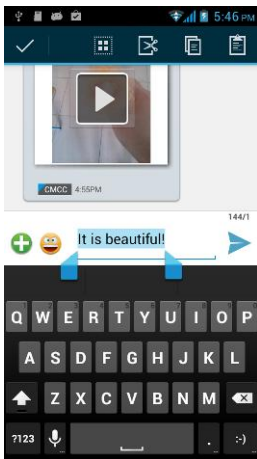 5:46 PM
CMCC 4:55PM
144/1
It is beautiful!
Q W E R T Y U I O P
A S D F G H J K L
Z X C V B N M
?123 . :-)